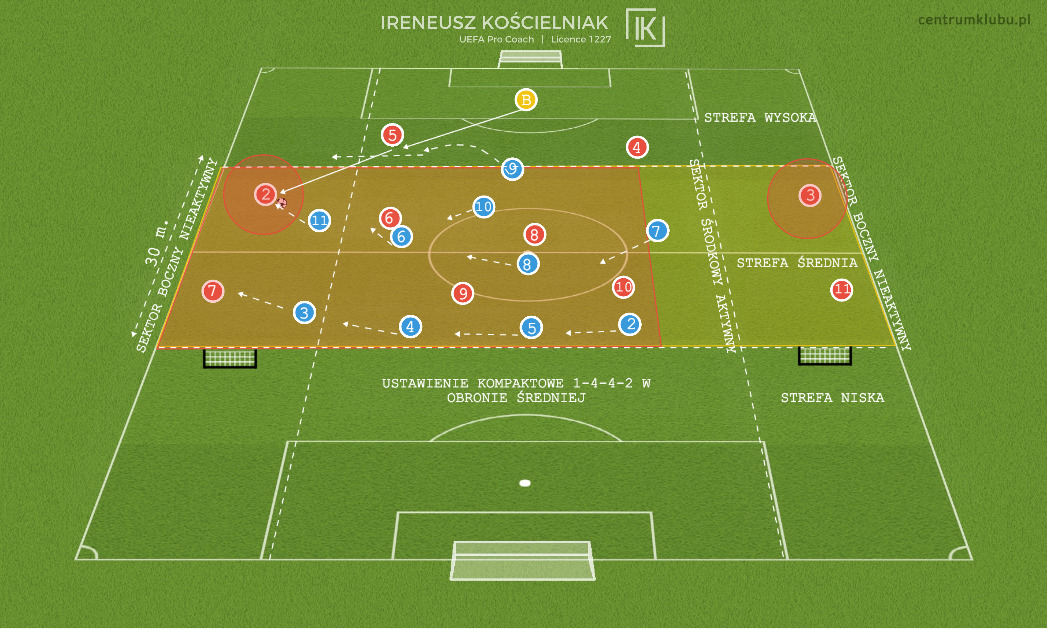 IRENEUSZ KOŚCIELNIAK
UEFA Pro Coach | Licence 1227
IK
centrumklubu.pl
B
STREFA WYSOKA
5
4
9
2
3
11
10
6
6
8
7
8
SEKTOR BOCZNY NIEAKTYWNY
30 m.
SEKTOR ŚRODKOWY AKTYWNY
SEKTOR BOCZNY NIEAKTYWNY
STREFA ŚREDNIA
7
9
10
11
3
4
5
2
USTAWIENIE KOMPAKTOWE 1-4-4-2 W
OBRONIE ŚREDNIEJ
STREFA NISKA